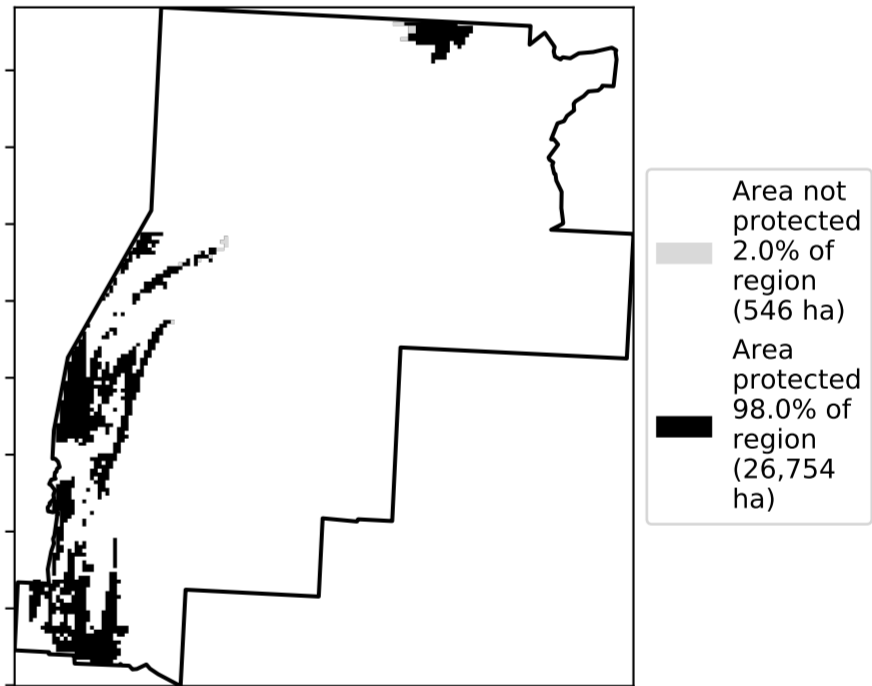 Area not
protected
2.0% of
region
(546 ha)
Area
protected
98.0% of
region
(26,754
ha)